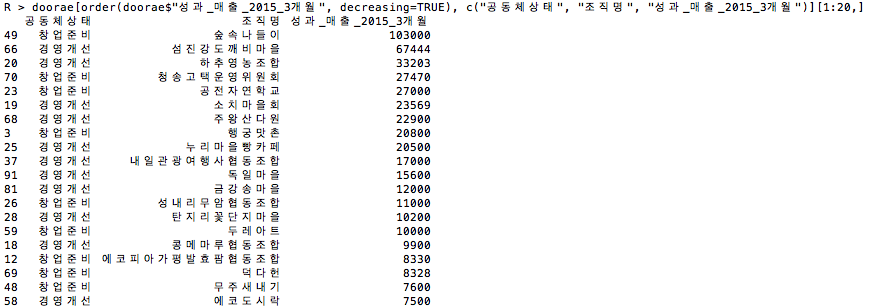 R > doorae[order(doorae$"성과_매출_2015_3개월", decreasing=TRUE), c("공동체상태", "조직명", "성과_매출_2015_3개월")][1:20,]
공동체상태 조직명 성과_매출_2015_3개월
49 창업준비 숲속나들이 103000
66 경영개선 섬진강도깨비마을 67444
20 경영개선 하추영농조합 33203
70 창업준비 청송고택운영위원회 27470
23 창업준비 공전자연학교 27000
19 경영개선 소치마을회 23569
68 경영개선 주왕산다원 22900
3 창업준비 행궁맛촌 20800
25 경영개선 누리마을빵카페 20500
37 경영개선 내일관광여행사협동조합 17000
91 경영개선 독일마을 15600
81 경영개선 금강송마을 12000
26 창업준비 성내리무암협동조합 11000
28 경영개선 탄지리꽃단지마을 10200
59 창업준비 두레아트 10000
18 경영개선 콩메마루협동조합 9900
12 창업준비 에코피아가평발효팜협동조합 8330
69 창업준비 덕다헌 8328
48 창업준비 무주새내기 7600
58 경영개선 에코도시락 7500